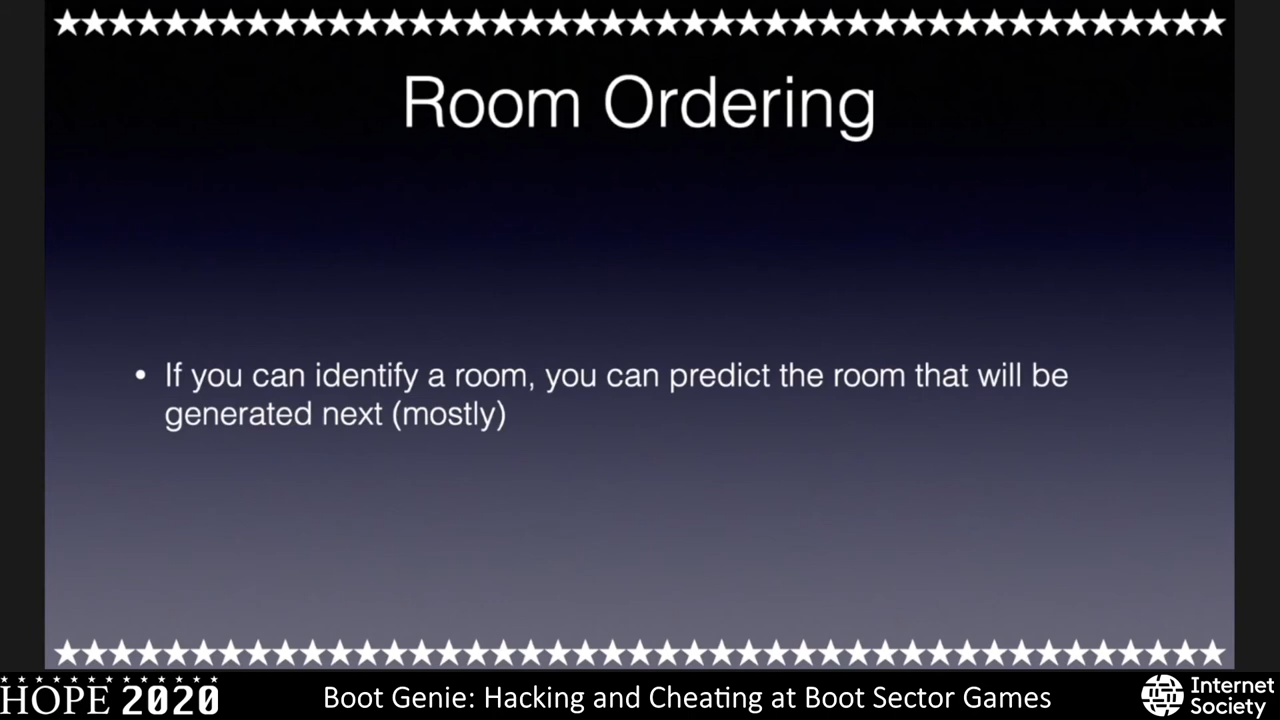 Room Ordering
• If you can identify a room, you can predict the room that will be
generated next (mostly)
HOPE 2020
Boot Genie: Hacking and Cheating at Boot Sector Games
Internet
Society